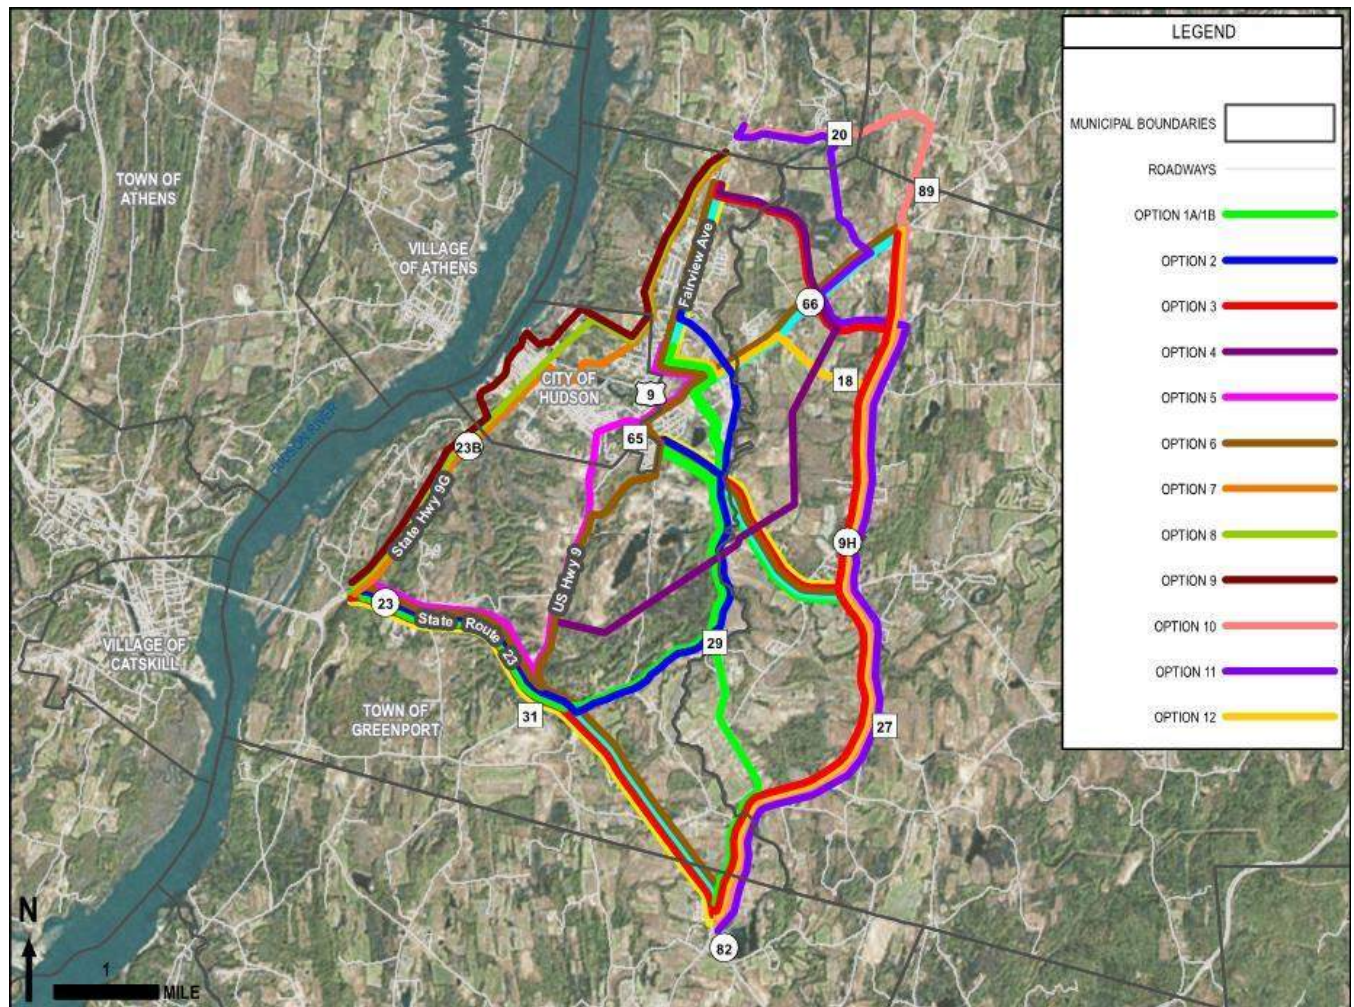 LEGEND
MUNICIPAL BOUNDARIES
ROADWAYS
OPTION 1A/1B
OPTION 2
OPTION 3
OPTION 4
OPTION 5
OPTION 6
OPTION 7
OPTION 8
OPTION 9
OPTION 10
OPTION 11
OPTION 12
20
TOWN OF
ATHENS
89
VILLAGE
OF ATHENS
Fairview Ave
66
CITY OF
HUDSON
18
9
65
HUDSON RIVER
23B
State Hwy 9G
9H
US Hwy 9
23
State Route 23
29
VILLAGE OF
CATSKILL
TOWN OF
GREENPORT
31
27
82
N
1
MILE